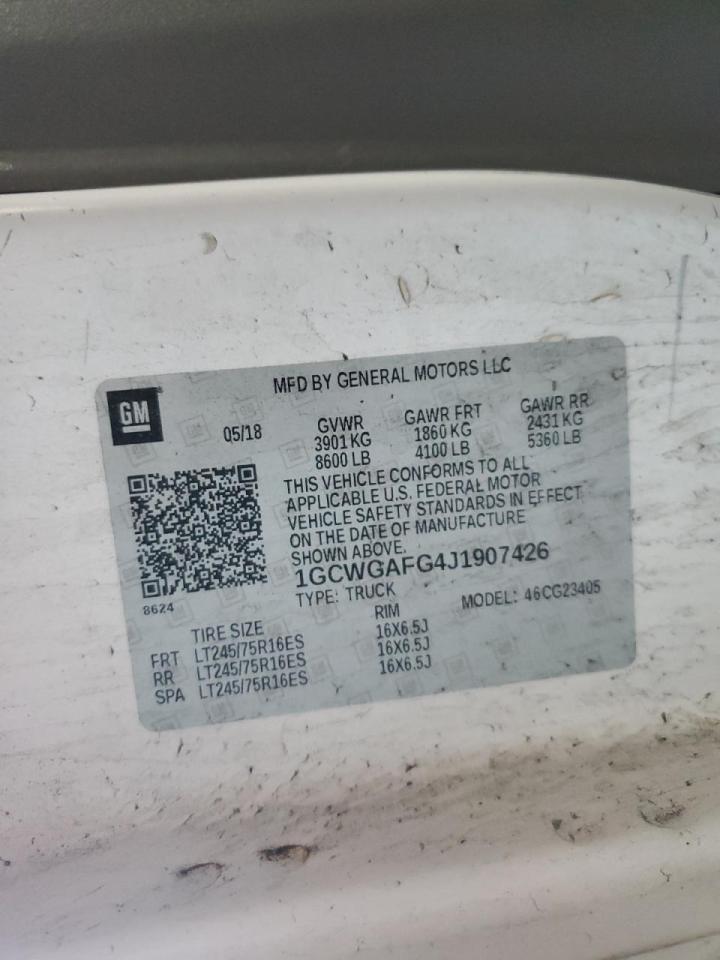 MFD BY GENERAL MOTORS LLC
GM
05/18
GVWR
3901 KG
8600 LB
GAWR FRT
1860 KG
4100 LB
GAWR RR
2431 KG
5360 LB
THIS VEHICLE CONFORMS TO ALL
APPLICABLE U.S. FEDERAL MOTOR
VEHICLE SAFETY STANDARDS IN EFFECT
ON THE DATE OF MANUFACTURE
SHOWN ABOVE.
1GCWGAFG4J1907426
8624
TYPE: TRUCK
MODEL: 46CG23405
TIRE SIZE RIM
FRT LT245/75R16ES 16X6.5J
RR LT245/75R16ES 16X6.5J
SPA LT245/75R16ES 16X6.5J